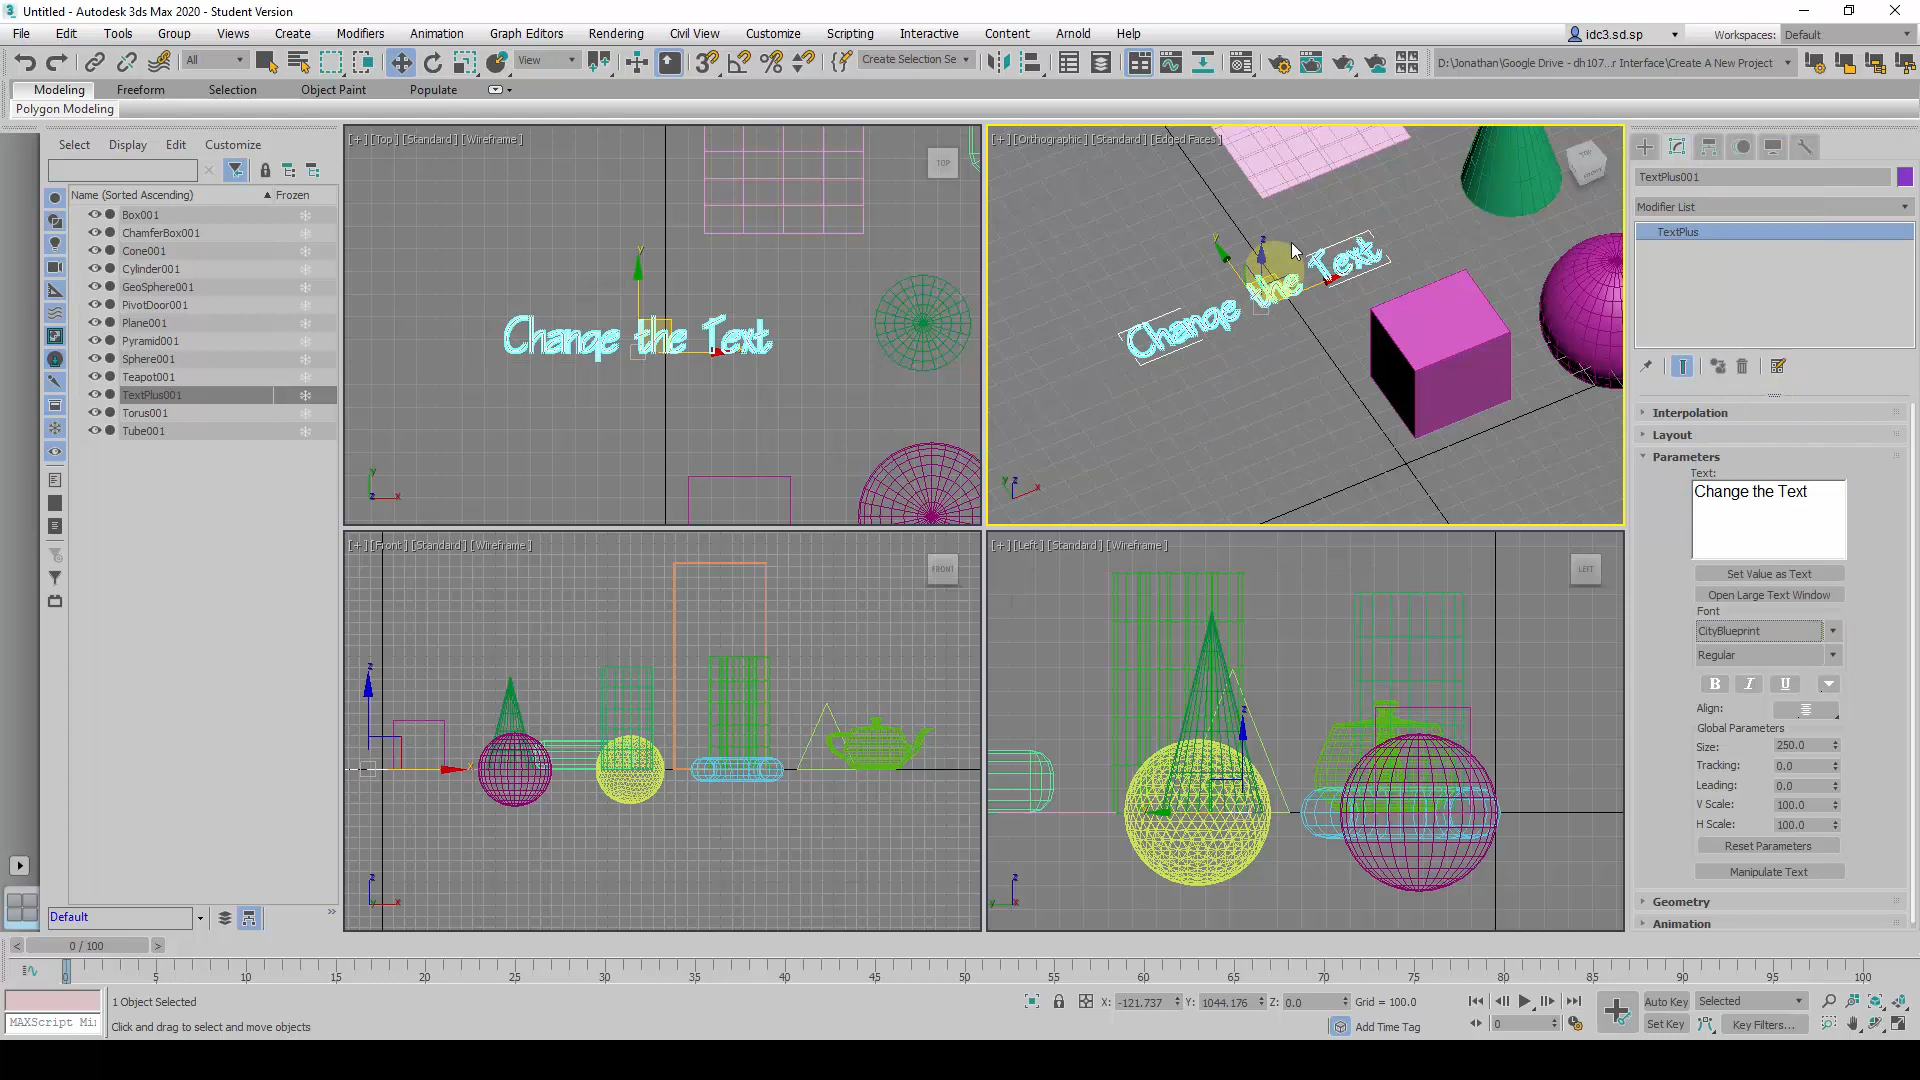 Untitled - Autodesk 3ds Max 2020 - Student Version
File Edit Tools Group Views Create Modifiers Animation Graph Editors Rendering Civil View Customize Scripting Interactive Content Arnold Help
idc3.sd.sp Workspaces: Default
All View Create Selection Se D:\Jonathan\Google Drive - dh107...r Interface\Create A New Project
Modeling Freeform Selection Object Paint Populate
Polygon Modeling
Select Display Edit Customize
Name (Sorted Ascending) Frozen
Box001
ChamferBox001
Cone001
Cylinder001
GeoSphere001
PivotDoor001
Plane001
Pyramid001
Sphere001
Teapot001
TextPlus001
Torus001
Tube001
Default
[+] [Top] [Standard] [Wireframe]
TOP
y
Change the Text
x
y
z
x
[+] [Orthographic] [Standard] [Edged Faces]
TOP
FRONT
y
z
Change the Text
y
z
x
[+] [Front] [Standard] [Wireframe]
FRONT
z
x
z
x
[+] [Left] [Standard] [Wireframe]
LEFT
z
z
y
TextPlus001
Modifier List
TextPlus
Interpolation
Layout
Parameters
Text:
Change the Text
Set Value as Text
Open Large Text Window
Font
CityBlueprint
Regular
B I U
Align:
Global Parameters
Size: 250.0
Tracking: 0.0
Leading: 0.0
V Scale: 100.0
H Scale: 100.0
Reset Parameters
Manipulate Text
Geometry
Animation
0 / 100
0 5 10 15 20 25 30 35 40 45 50 55 60 65 70 75 80 85 90 95 100
1 Object Selected
Click and drag to select and move objects
MAXScript Mi
X: -121.737 Y: 1044.176 Z: 0.0 Grid = 100.0
Add Time Tag
0
Auto Key Selected
Set Key Key Filters...